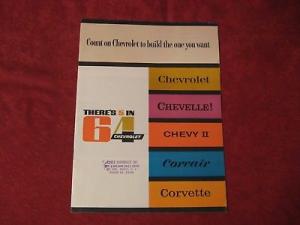 Count on Chevrolet to build the one you want
Chevrolet
CHEVELLE!
THERE'S 5 IN
64
CHEVROLET
CHEVY II
Corvair
Corvette